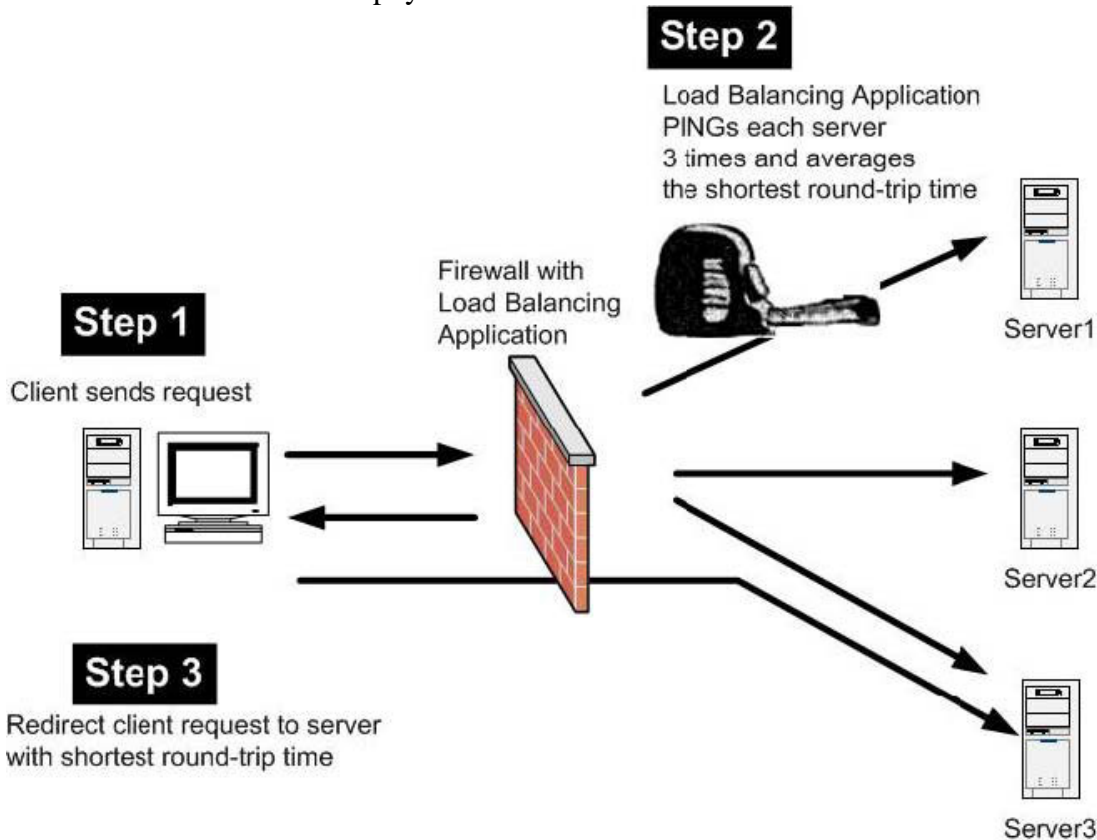 Step 2
Load Balancing Application
PINGs each server
3 times and averages
the shortest round-trip time
Server1
Firewall with
Load Balancing
Application
Step 1
Client sends request
Server2
Step 3
Redirect client request to server
with shortest round-trip time
Server3